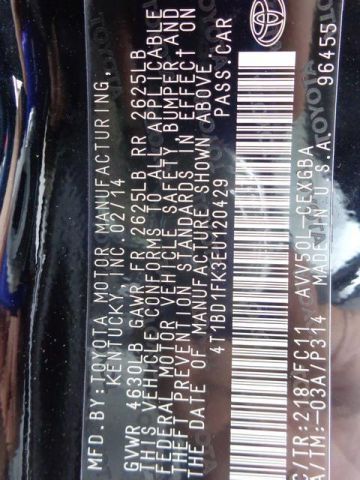 MFD.BY:TOYOTA MOTOR MANUFACTURING,
KENTUCKY, INC. 02/14
GVWR 4630LB GAWR FR 2625LB RR 2625LB
THIS VEHICLE CONFORMS TO ALL APPLICABLE
FEDERAL MOTOR VEHICLE SAFETY, BUMPER, AND
THEFT PREVENTION STANDARDS IN EFFECT ON
THE DATE OF MANUFACTURE SHOWN ABOVE.
4T1BD1FK3EU120429 PASS.CAR
C/TR:218/FC11 AVV50L-CEXGBA
A/TM:-03A/P314 MADE IN U.S.A. 96455